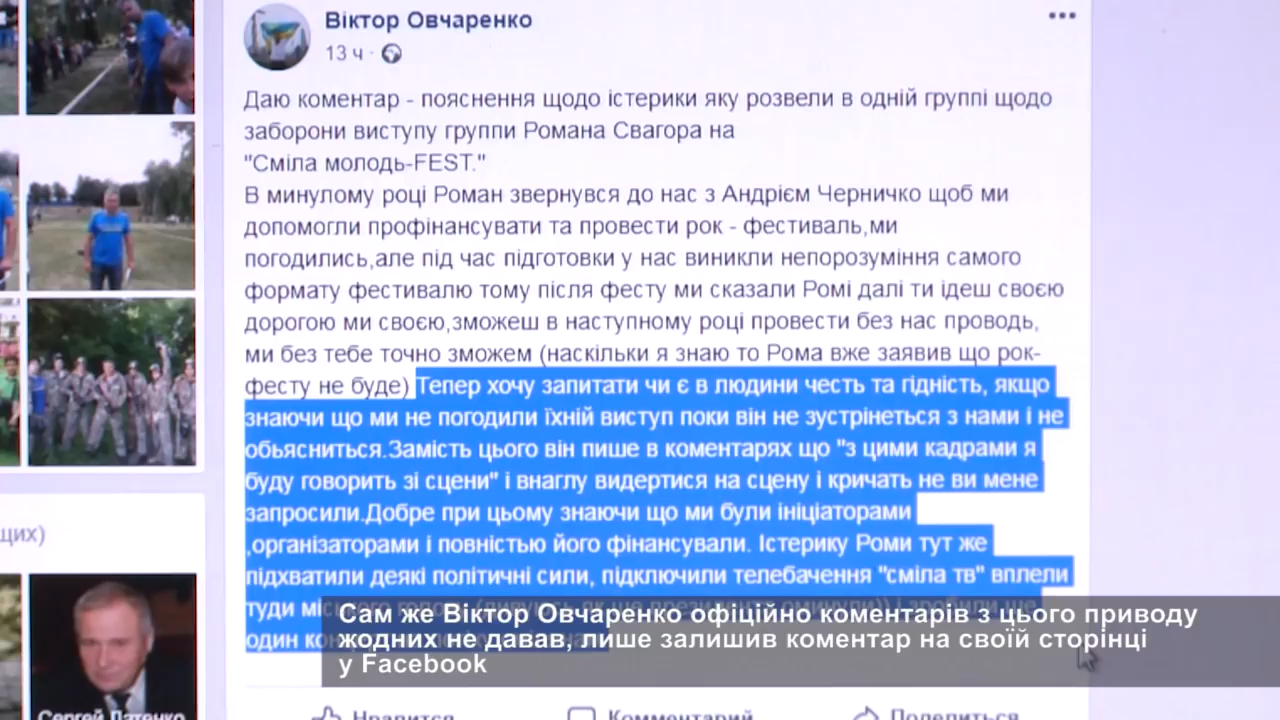 Віктор Овчаренко
13 ч ·
Даю коментар - пояснення щодо істерики яку розвели в одній группі щодо
заборони виступу группи Романа Свагора на
"Сміла молодь-FEST."
В минулому році Роман звернувся до нас з Андрієм Черничко щоб ми
допомогли профінансувати та провести рок - фестиваль,ми
погодились,але під час підготовки у нас виникли непорозуміння самого
формату фестивалю тому після фесту ми сказали Ромі далі ти ідеш своєю
дорогою ми своєю,зможеш в наступному році провести без нас проводь,
ми без тебе точно зможем (наскільки я знаю то Рома вже заявив що рок-
фесту не буде) Тепер хочу запитати чи є в людини честь та гідність, якщо
знаючи що ми не погодили їхній виступ поки він не зустрінеться з нами і не
обьясниться.Замість цього він пише в коментарях що "з цими кадрами я
буду говорить зі сцени" і внаглу видертися на сцену і кричать не ви мене
запросили.Добре при цьому знаючи що ми були ініціаторами
,організаторами і повністью його фінансували. Істерику Роми тут же
підхватили деякі політичні сили, підключили телебачення "сміла тв" вплели
туди
один
Сам же Віктор Овчаренко офіційно коментарів з цього приводу
жодних не давав, лише залишив коментар на своїй сторінці
у Facebook
щих)
Сергей Латенко
Нравится Комментарий Поделиться